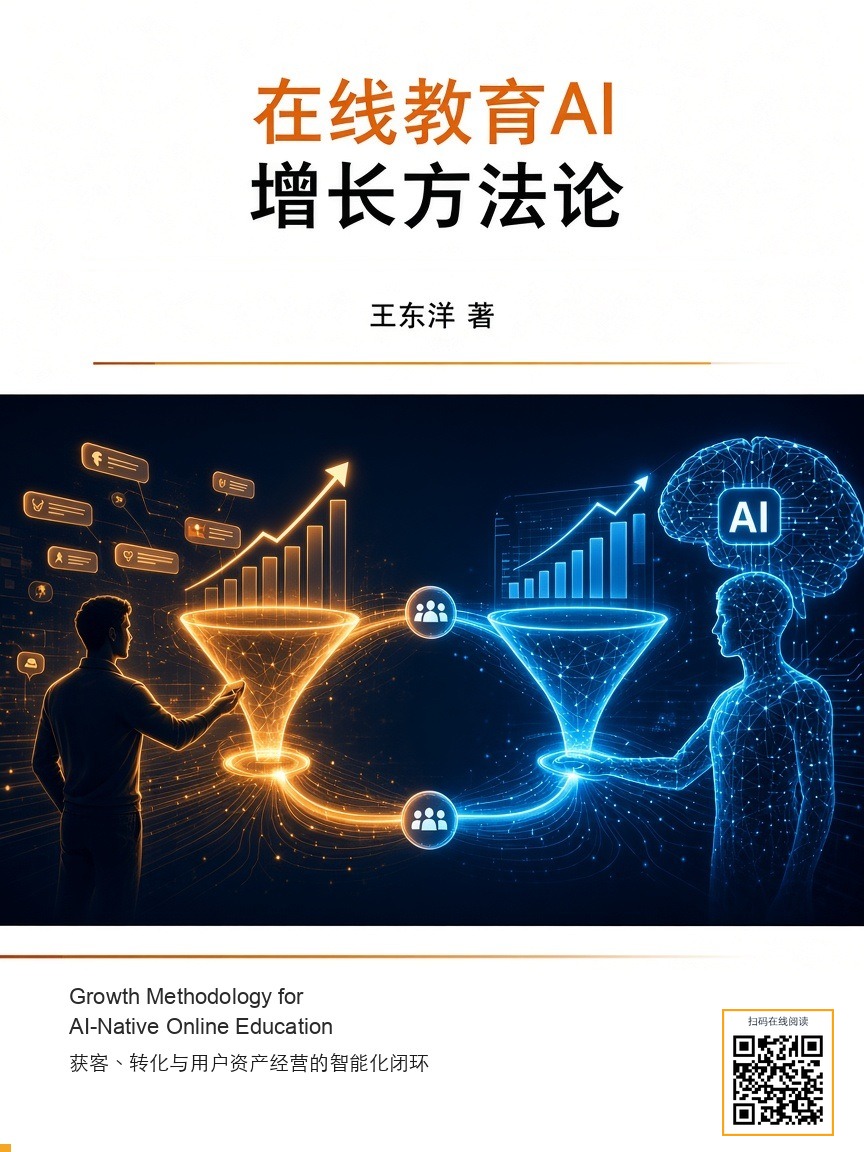 在线教育AI
增长方法论
王东洋 著
AI
Growth Methodology for
AI-Native Online Education
获客、转化与用户资产经营的智能化闭环
扫码在线阅读